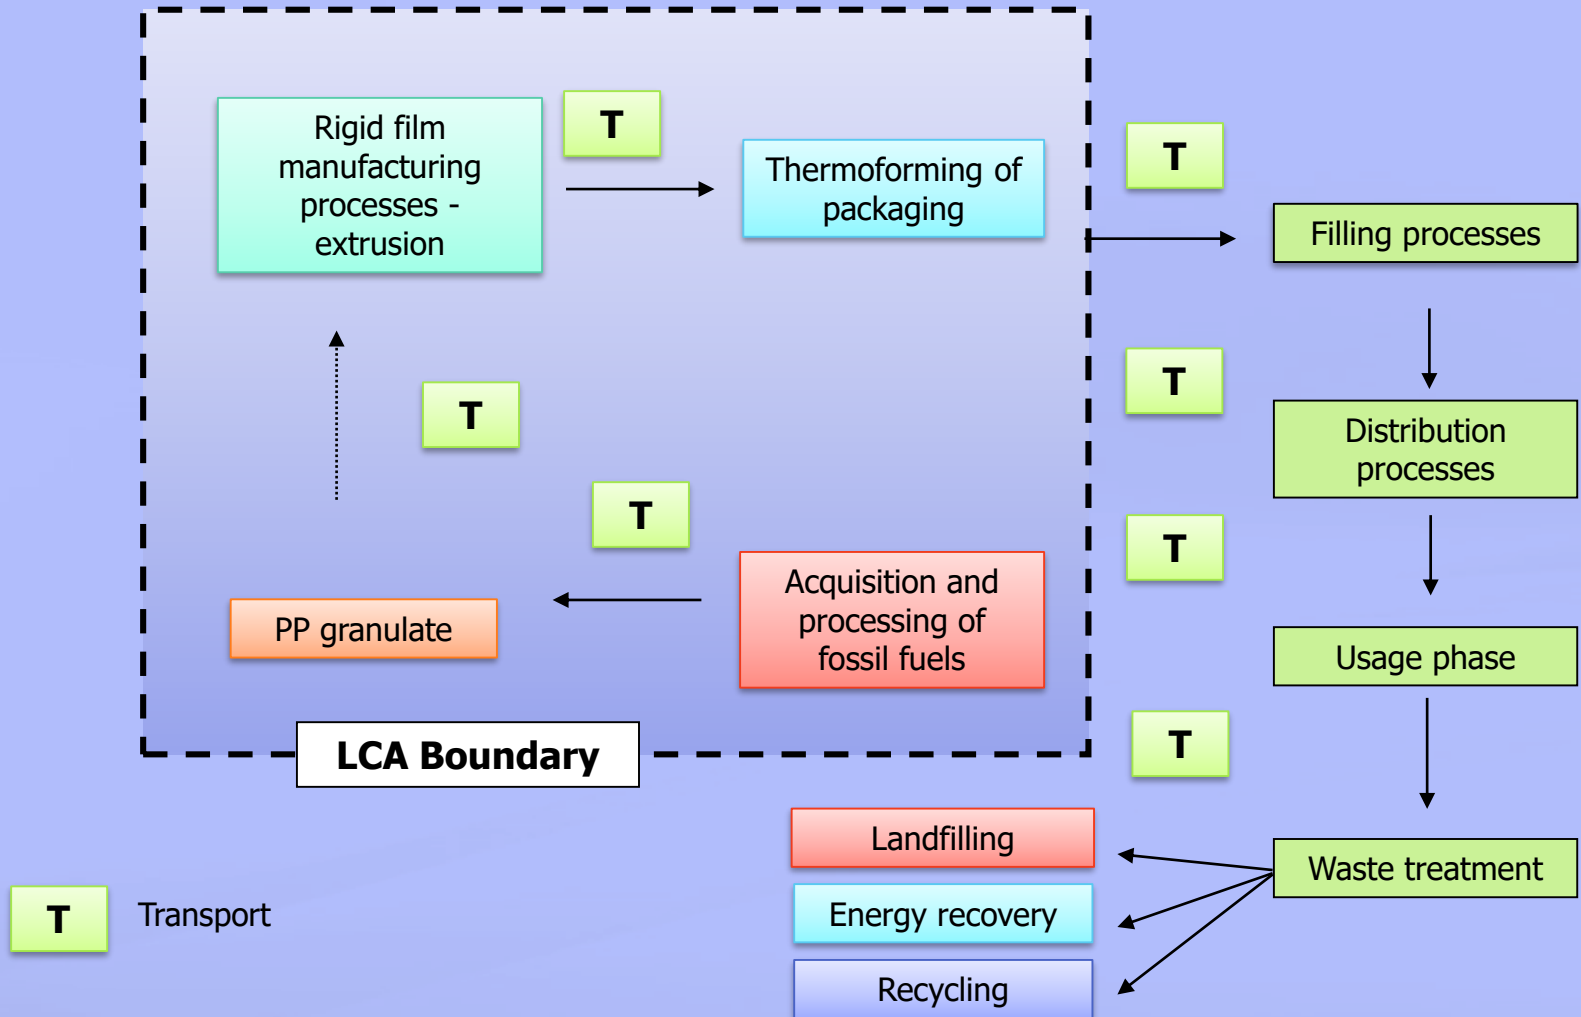 Rigid film
manufacturing
processes -
extrusion
T
Thermoforming of
packaging
T
Filling processes
T
T
Distribution
processes
T
T
Acquisition and
processing of
fossil fuels
PP granulate
Usage phase
T
LCA Boundary
Landfilling
Waste treatment
T
Transport
Energy recovery
Recycling